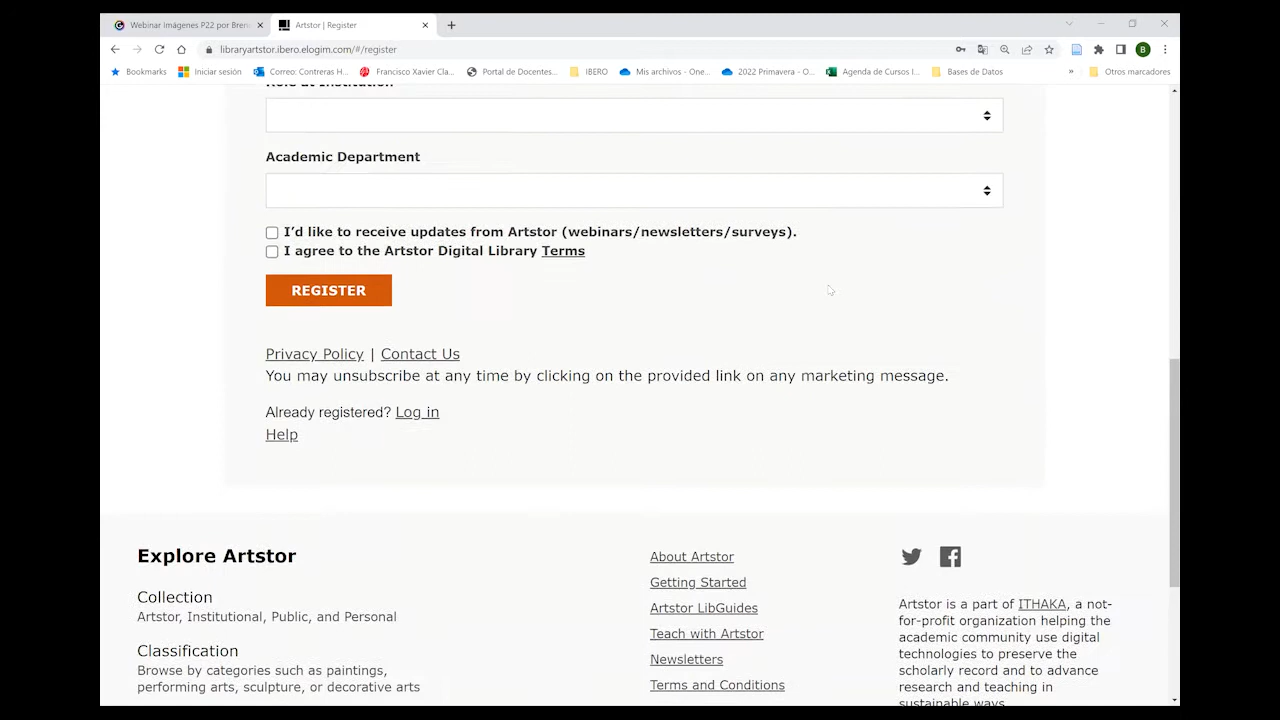 Webinar Imágenes P22 por Bren
Artstor | Register
libraryartstor.ibero.elogim.com/#/register
B
Bookmarks
Iniciar sesión
Correo: Contreras H...
Francisco Xavier Cla...
Portal de Docentes...
IBERO
Mis archivos - One...
2022 Primavera - O...
Agenda de Cursos I...
Bases de Datos
»
Otros marcadores
Role at Institution
Academic Department
I'd like to receive updates from Artstor (webinars/newsletters/surveys).
I agree to the Artstor Digital Library Terms
REGISTER
Privacy Policy | Contact Us
You may unsubscribe at any time by clicking on the provided link on any marketing message.
Already registered? Log in
Help
Explore Artstor
Collection
Artstor, Institutional, Public, and Personal
Classification
Browse by categories such as paintings,
performing arts, sculpture, or decorative arts
About Artstor
Getting Started
Artstor LibGuides
Teach with Artstor
Newsletters
Terms and Conditions
Artstor is a part of ITHAKA, a not-
for-profit organization helping the
academic community use digital
technologies to preserve the
scholarly record and to advance
research and teaching in
sustainable ways.